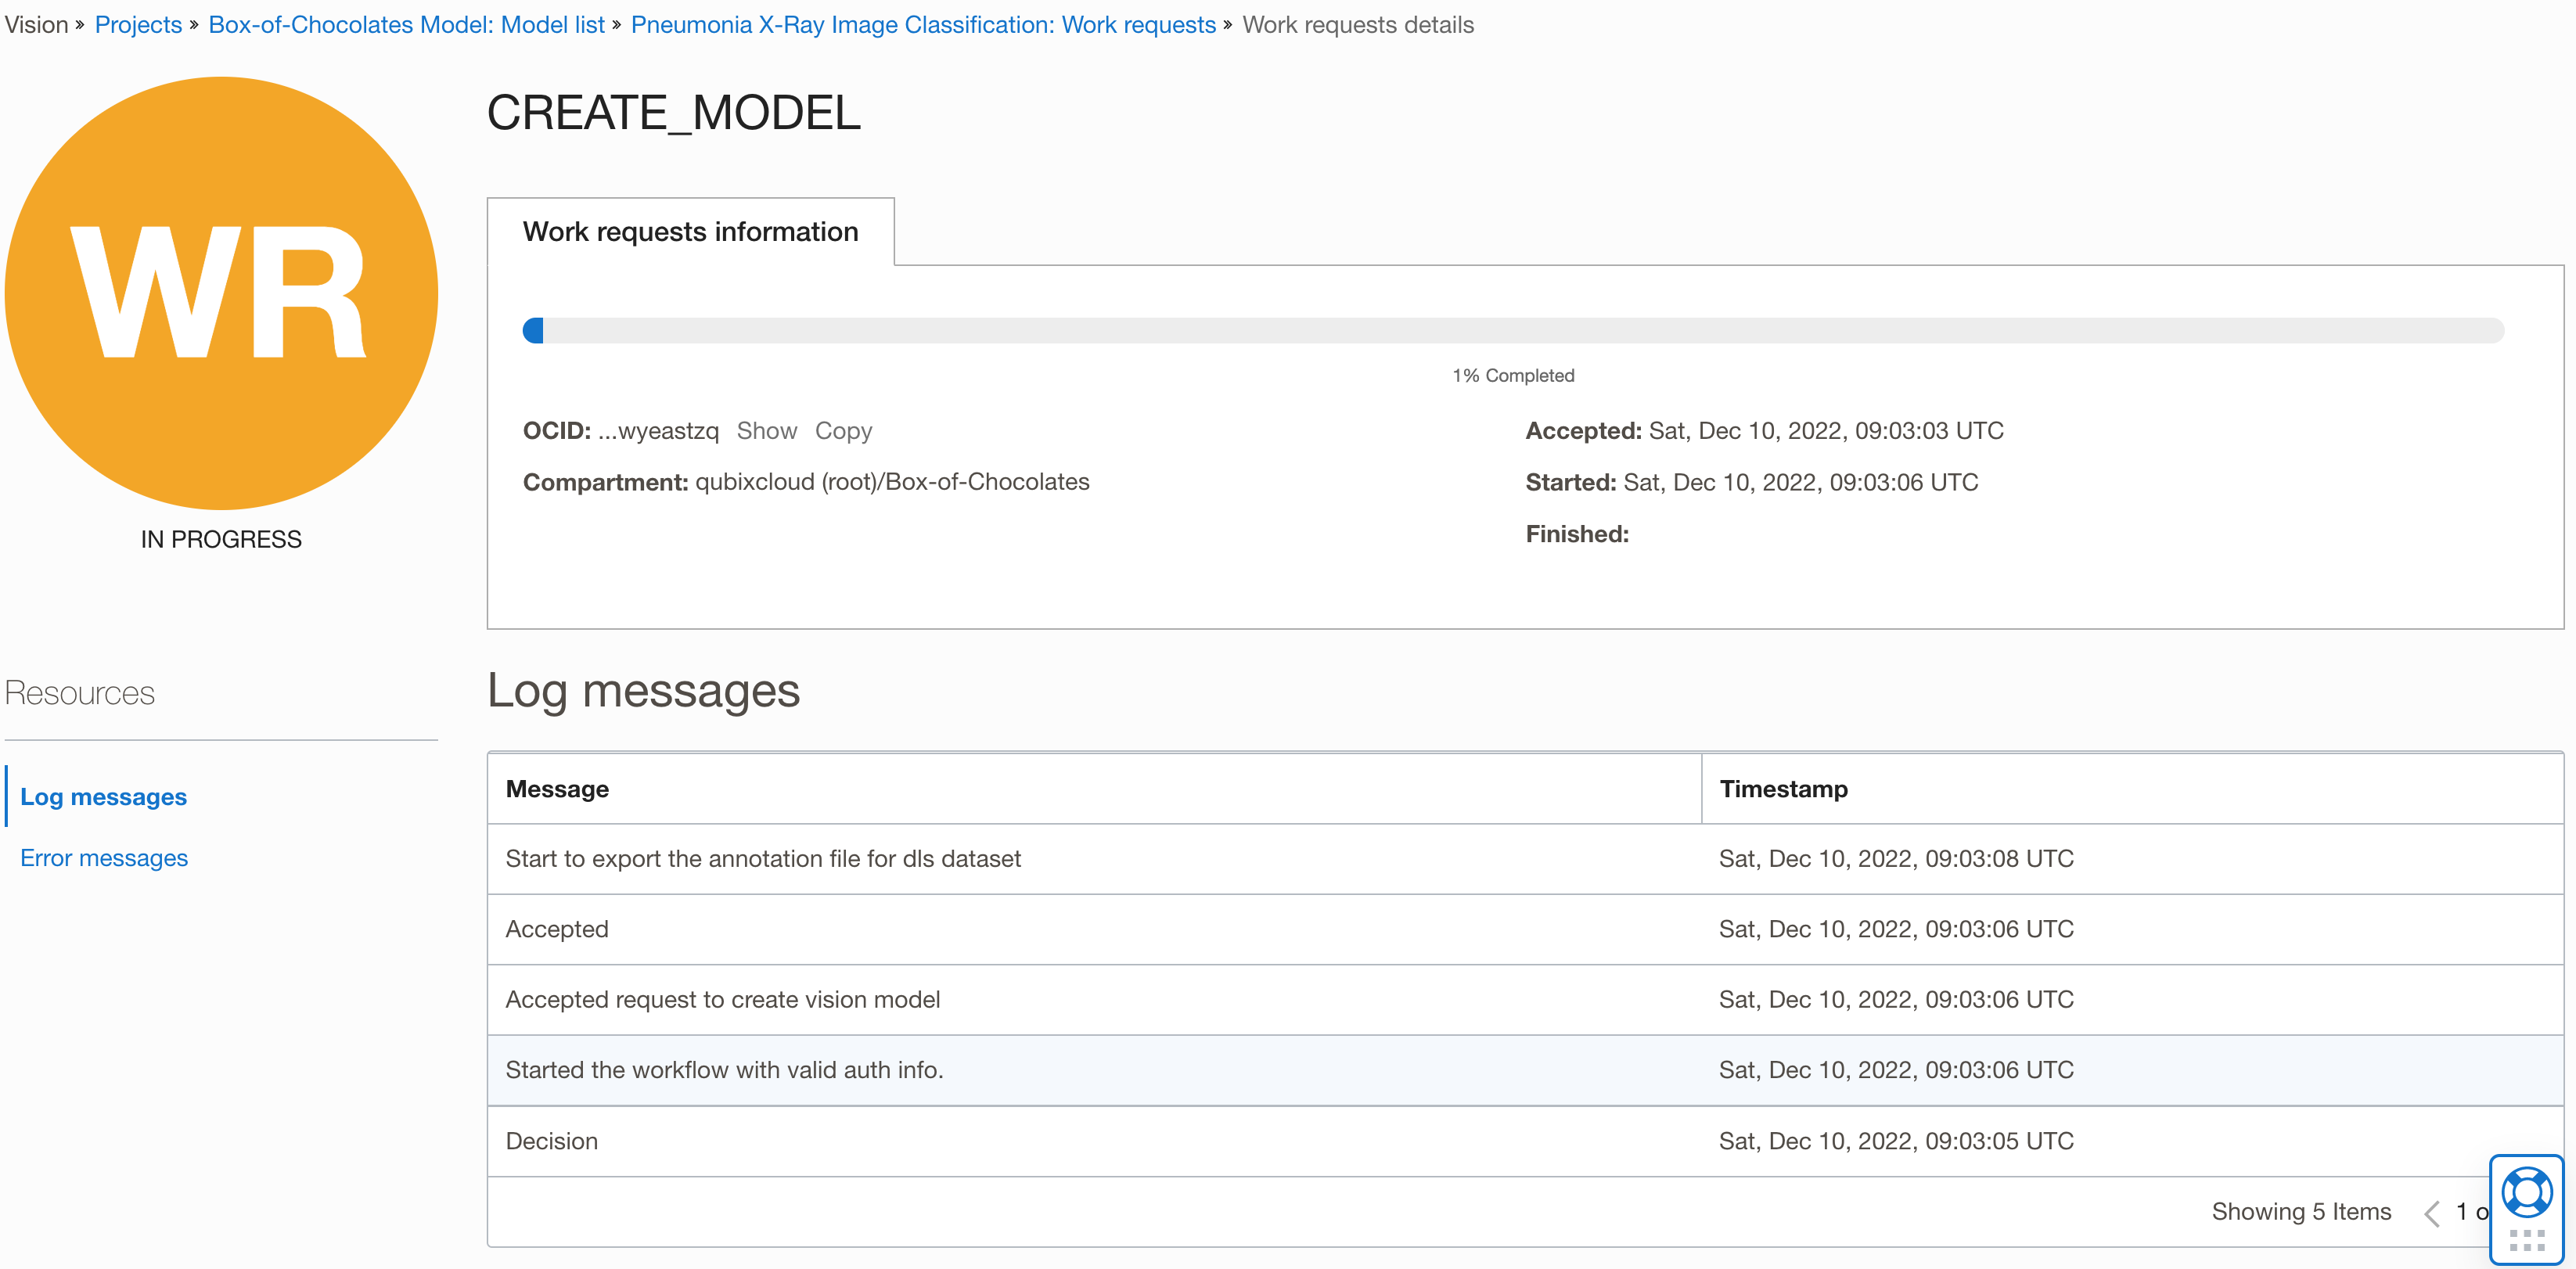 Vision » Projects » Box-of-Chocolates Model: Model list » Pneumonia X-Ray Image Classification: Work requests » Work requests details
WR
IN PROGRESS
CREATE_MODEL
Work requests information
1% Completed
OCID: ...wyeastzq Show Copy
Accepted: Sat, Dec 10, 2022, 09:03:03 UTC
Compartment: qubixcloud (root)/Box-of-Chocolates
Started: Sat, Dec 10, 2022, 09:03:06 UTC
Finished:
Resources
Log messages
Error messages
Log messages
Message Timestamp
Start to export the annotation file for dls dataset Sat, Dec 10, 2022, 09:03:08 UTC
Accepted Sat, Dec 10, 2022, 09:03:06 UTC
Accepted request to create vision model Sat, Dec 10, 2022, 09:03:06 UTC
Started the workflow with valid auth info. Sat, Dec 10, 2022, 09:03:06 UTC
Decision Sat, Dec 10, 2022, 09:03:05 UTC
Showing 5 Items < 1